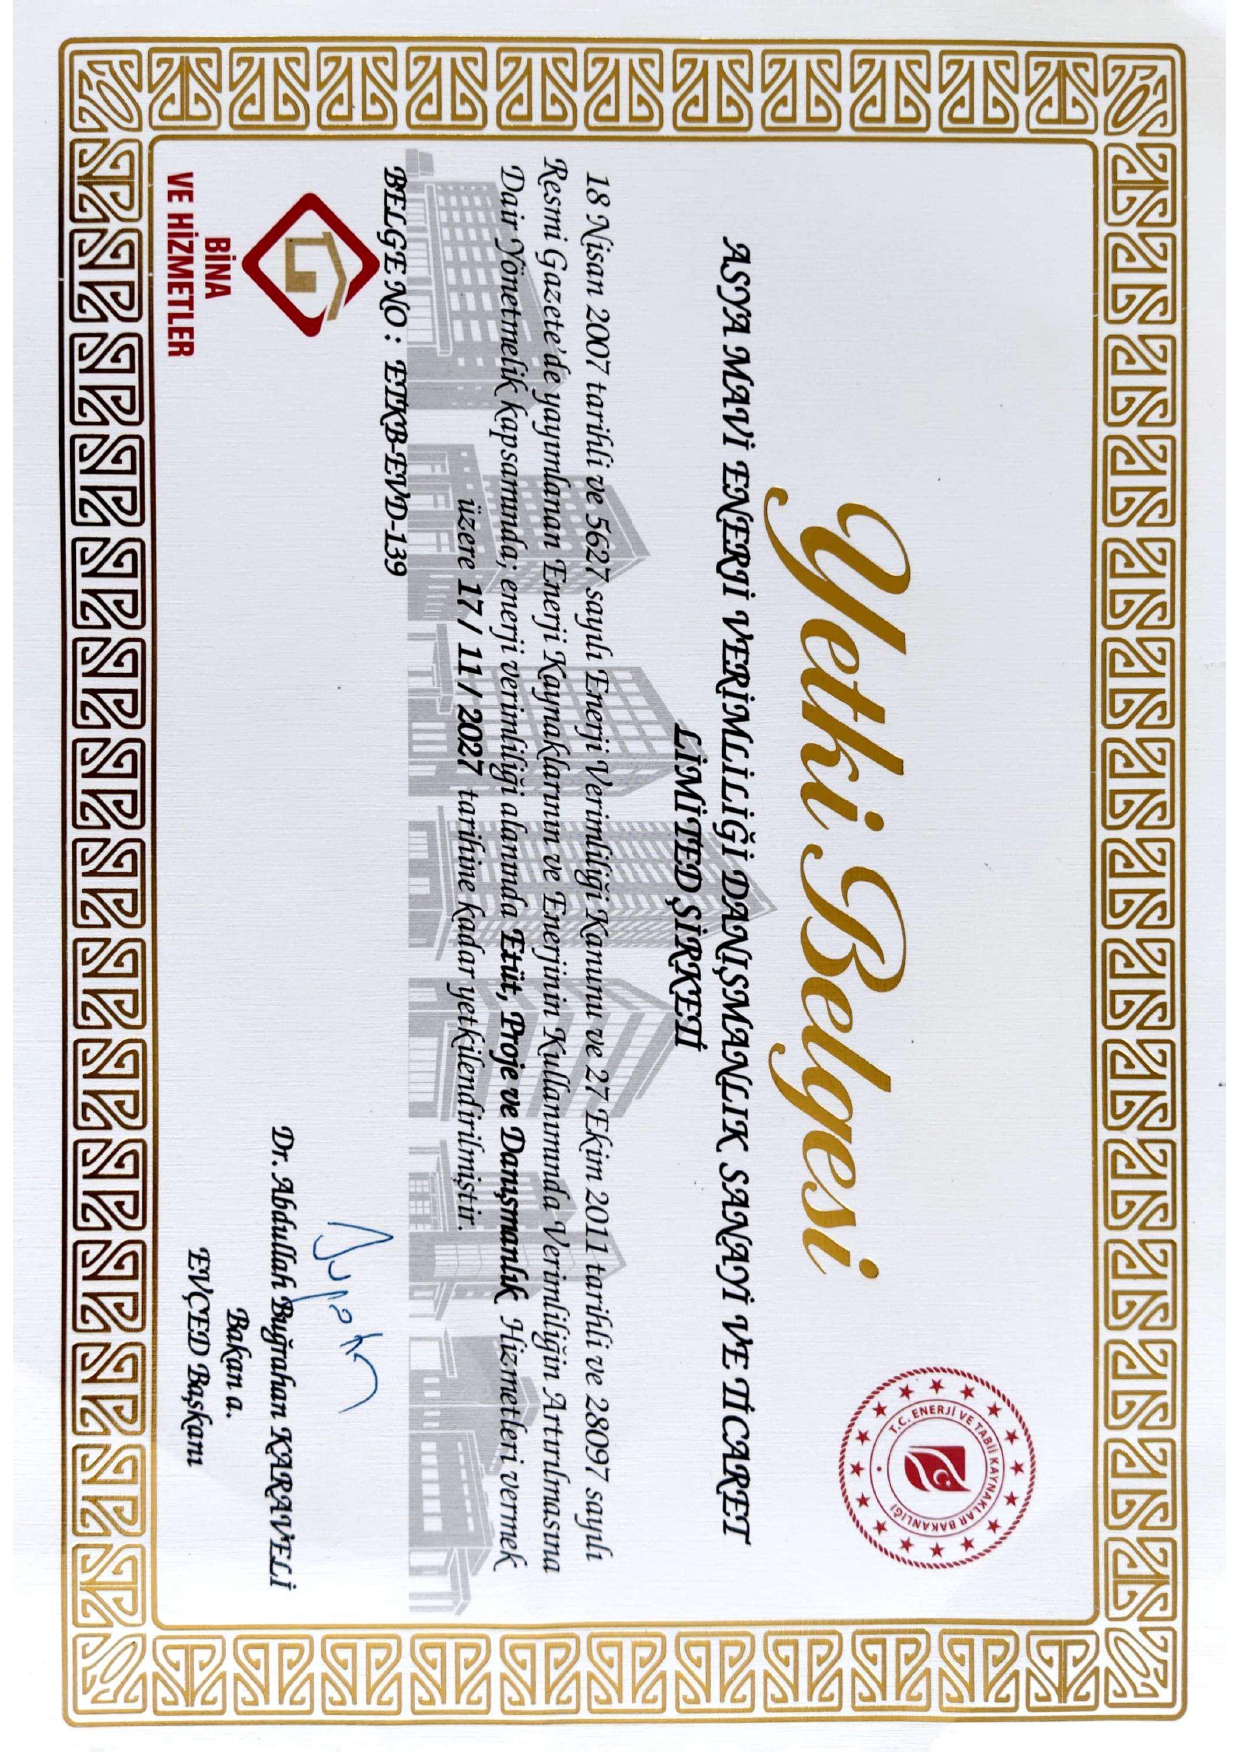 T.C. ENERJİ VE TABİİ KAYNAKLAR BAKANLIĞI
Yetki Belgesi
ASYA MAVİ ENERJİ VERİMLİLİĞİ DANIŞMANLIK SANAYİ VE TİCARET
LİMİTED ŞİRKETİ
18 Nisan 2007 tarihli ve 5627 sayılı Enerji Verimliliği Kanunu ve 27 Ekim 2011 tarihli ve 28097 sayılı
Resmi Gazete'de yayımlanan Enerji Kaynaklarının ve Enerjinin Kullanımında Verimliliğin Artırılmasına
Dair Yönetmelik kapsamında; enerji verimliliği alanında Etüt, Proje ve Danışmanlık Hizmetleri vermek
üzere 17 / 11 / 2027 tarihine kadar yetkilendirilmiştir.
BELGE NO : ETKB-EVD-139
BİNA
VE HİZMETLER
Dr. Abdullah Buğrahan KARAVELİ
Bakan a.
EVÇED Başkanı